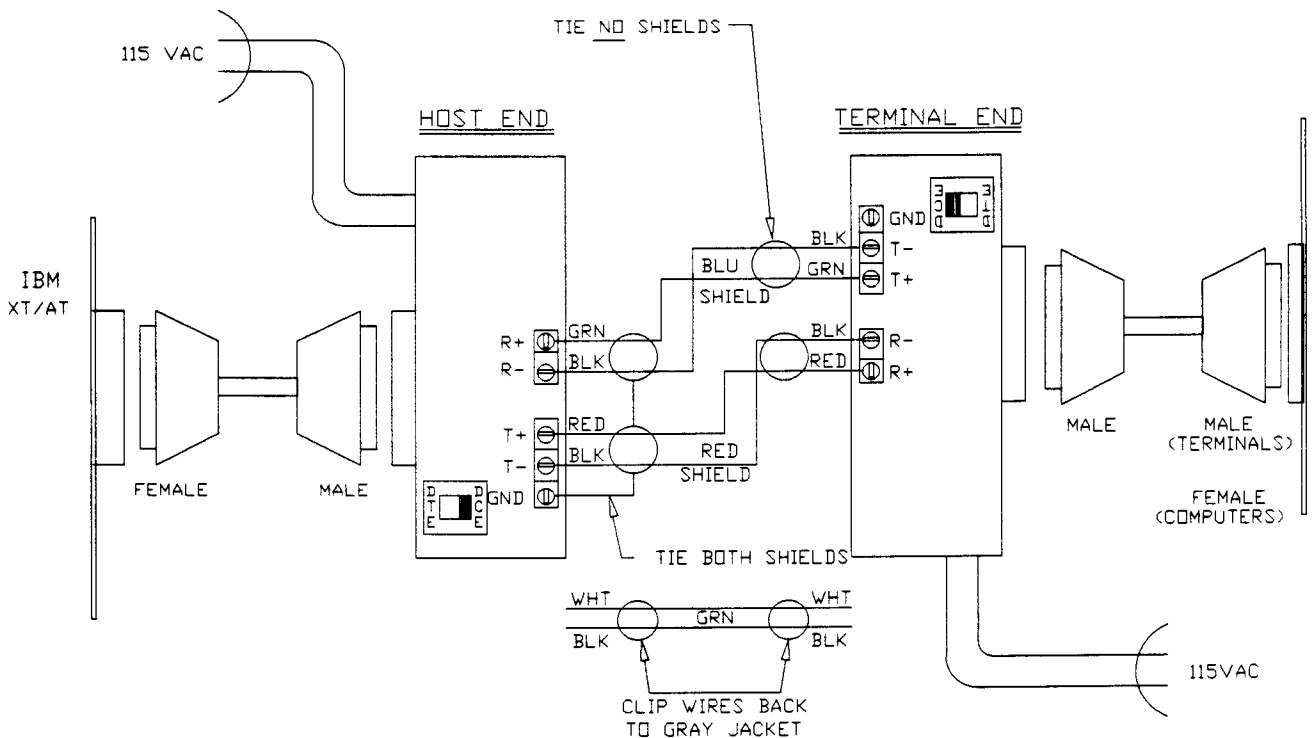 TIE NO SHIELDS
115 VAC
HOST END
TERMINAL END
DCE
DTE
GND
BLK
T-
BLU
SHIELD
GRN
T+
IBM
XT/AT
R+
GRN
R-
BLK
BLK
R-
RED
R+
T+
RED
T-
BLK
RED
SHIELD
GND
DTE
DCE
FEMALE
MALE
MALE
MALE
(TERMINALS)
FEMALE
(COMPUTERS)
TIE BOTH SHIELDS
WHT
GRN
WHT
BLK
BLK
115VAC
CLIP WIRES BACK
TO GRAY JACKET